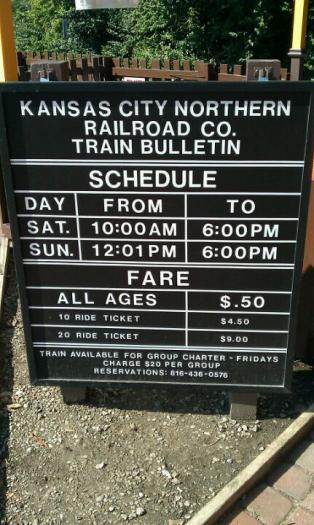 KANSAS CITY NORTHERN
RAILROAD CO.
TRAIN BULLETIN
SCHEDULE
DAY FROM TO
SAT. 10:00AM 6:00PM
SUN. 12:01PM 6:00PM
FARE
ALL AGES $.50
10 RIDE TICKET $4.50
20 RIDE TICKET $9.00
TRAIN AVAILABLE FOR GROUP CHARTER - FRIDAYS
CHARGE $20 PER GROUP
RESERVATIONS: 816-436-0576